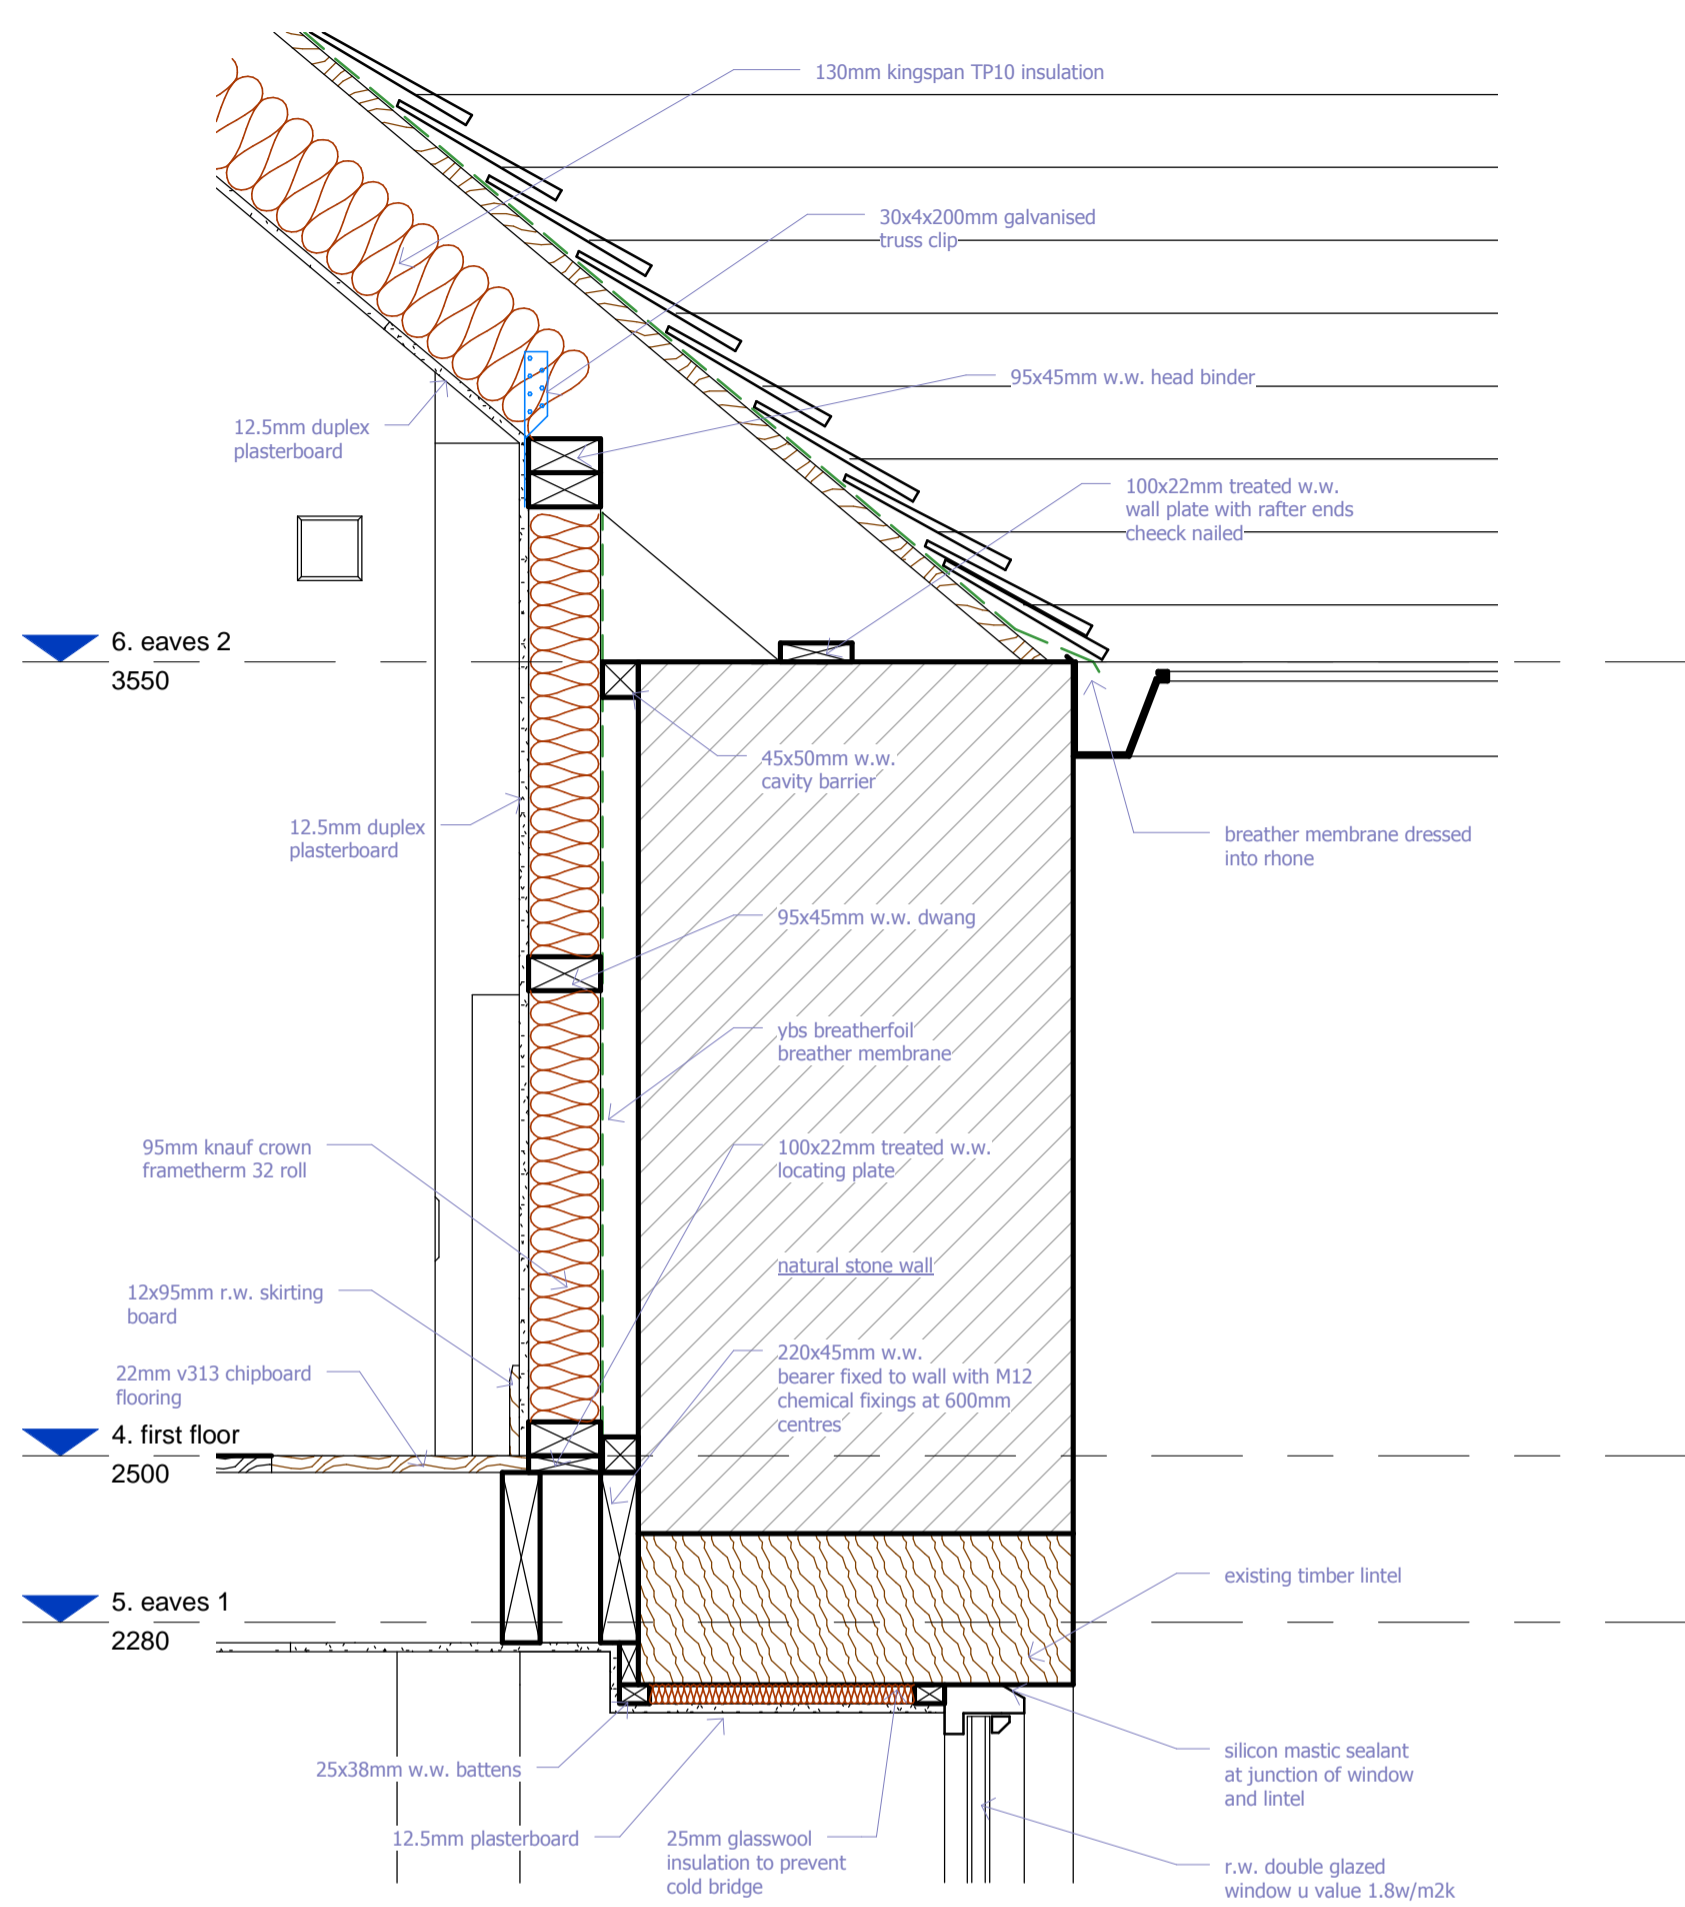 130mm kingspan TP10 insulation
30x4x200mm galvanised
truss clip
95x45mm w.w. head binder
12.5mm duplex
plasterboard
100x22mm treated w.w.
wall plate with rafter ends
cheeck nailed
6. eaves 2
3550
45x50mm w.w.
cavity barrier
12.5mm duplex
plasterboard
breather membrane dressed
into rhone
95x45mm w.w. dwang
ybs breatherfoil
breather membrane
95mm knauf crown
frametherm 32 roll
100x22mm treated w.w.
locating plate
natural stone wall
12x95mm r.w. skirting
board
220x45mm w.w.
bearer fixed to wall with M12
chemical fixings at 600mm
centres
22mm v313 chipboard
flooring
4. first floor
2500
existing timber lintel
5. eaves 1
2280
25x38mm w.w. battens
silicon mastic sealant
at junction of window
and lintel
12.5mm plasterboard
25mm glasswool
insulation to prevent
cold bridge
r.w. double glazed
window u value 1.8w/m2k